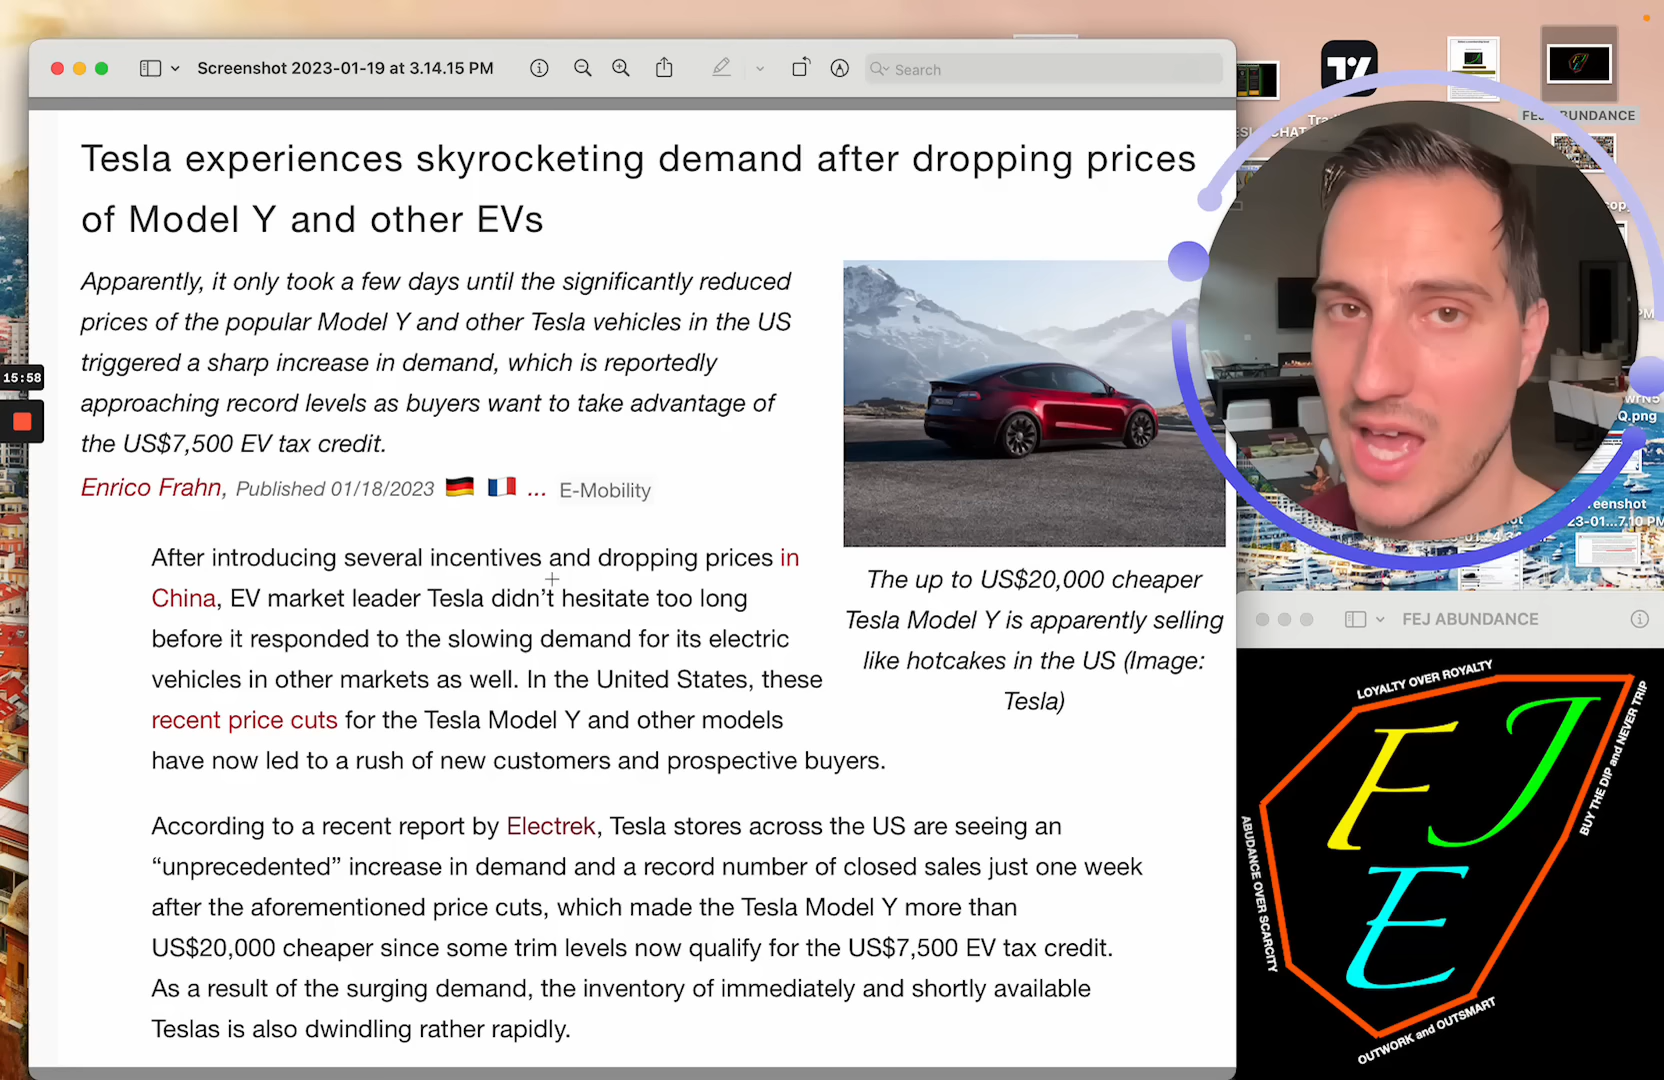 Screenshot 2023-01-19 at 3.14.15 PM
Search
Tesla experiences skyrocketing demand after dropping prices
of Model Y and other EVs
Apparently, it only took a few days until the significantly reduced
prices of the popular Model Y and other Tesla vehicles in the US
triggered a sharp increase in demand, which is reportedly
approaching record levels as buyers want to take advantage of
the US$7,500 EV tax credit.
Enrico Frahn, Published 01/18/2023 ... E-Mobility
After introducing several incentives and dropping prices in
China, EV market leader Tesla didn’t hesitate too long
before it responded to the slowing demand for its electric
vehicles in other markets as well. In the United States, these
recent price cuts for the Tesla Model Y and other models
have now led to a rush of new customers and prospective buyers.
The up to US$20,000 cheaper
Tesla Model Y is apparently selling
like hotcakes in the US (Image:
Tesla)
According to a recent report by Electrek, Tesla stores across the US are seeing an
“unprecedented” increase in demand and a record number of closed sales just one week
after the aforementioned price cuts, which made the Tesla Model Y more than
US$20,000 cheaper since some trim levels now qualify for the US$7,500 EV tax credit.
As a result of the surging demand, the inventory of immediately and shortly available
Teslas is also dwindling rather rapidly.
15:58
Q.png
FEJ ABUNDANCE
LOYALTY OVER ROYALTY
BUY THE DIP and NEVER TRIP
FJ
E
ABUDANCE OVER SCARCITY
OUTWORK and OUTSMART